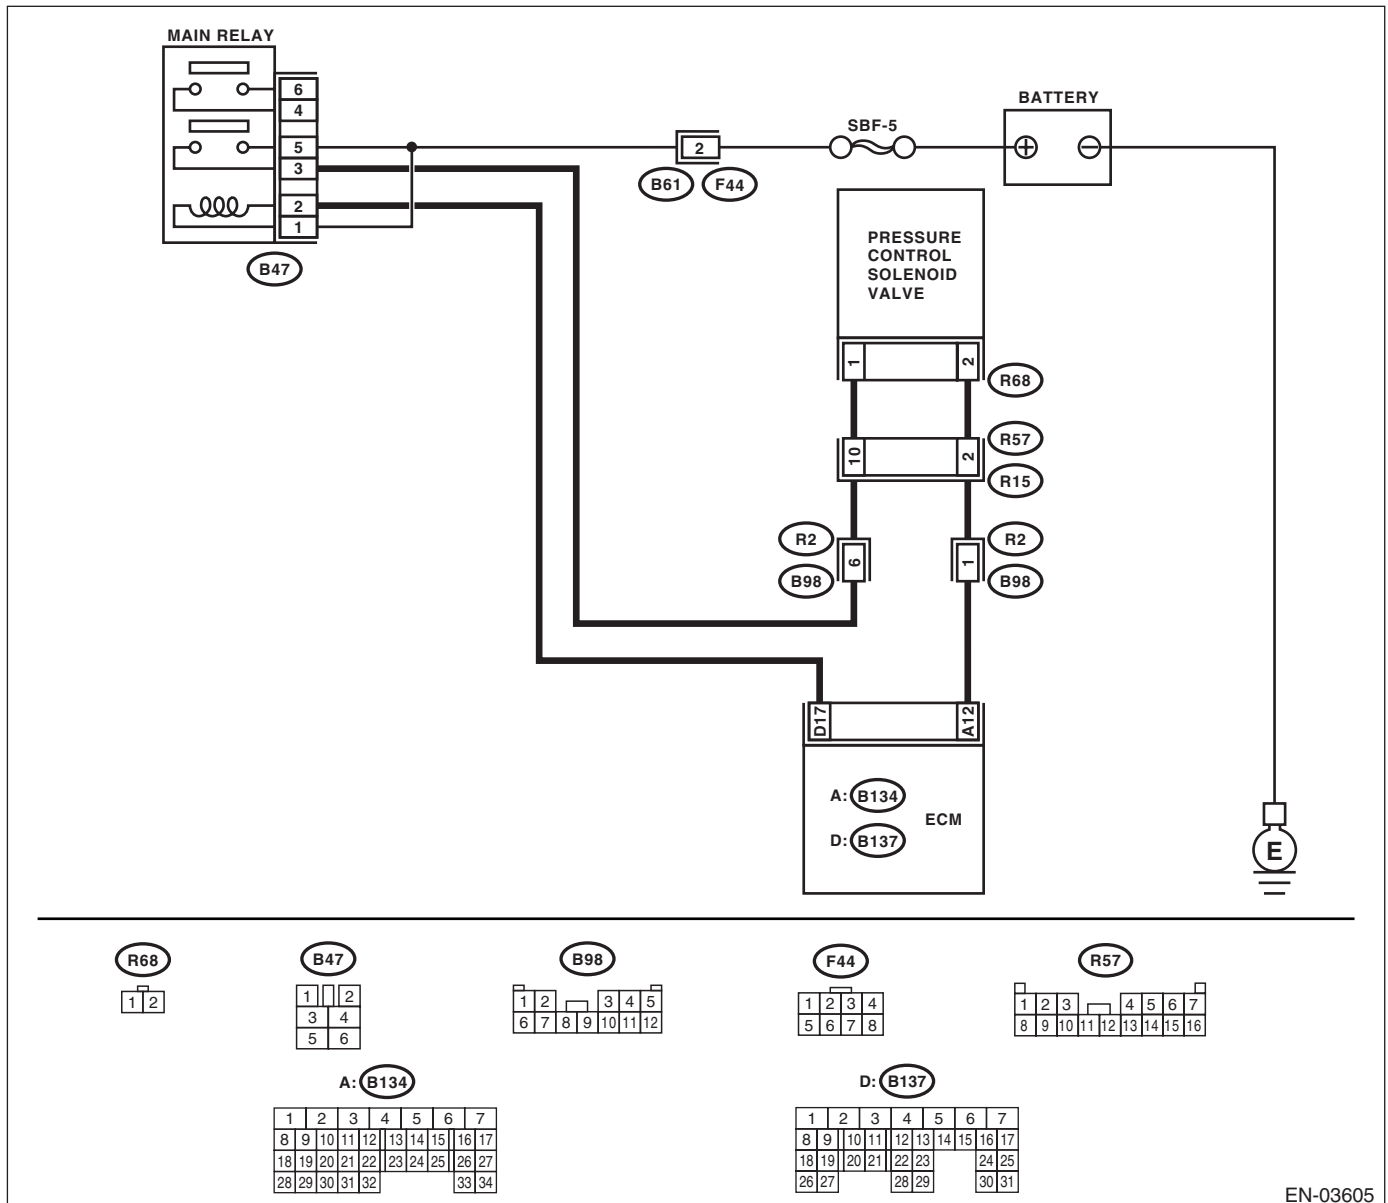 MAIN RELAY
6
4
5
3
2
1
B47
2
B61 F44
SBF-5
BATTERY
PRESSURE
CONTROL
SOLENOID
VALVE
1 2
R68
10 2
R57
R15
R2
B98
6
1
R2
B98
D17 A12
A: B134
D: B137
ECM
E
R68
1 2
B47
1 2
3 4
5 6
B98
1 2 3 4 5
6 7 8 9 10 11 12
F44
1 2 3 4
5 6 7 8
R57
1 2 3 4 5 6 7
8 9 10 11 12 13 14 15 16
A: B134
1 2 3 4 5 6 7
8 9 10 11 12 13 14 15 16 17
18 19 20 21 22 23 24 25 26 27
28 29 30 31 32 33 34
D: B137
1 2 3 4 5 6 7
8 9 10 11 12 13 14 15 16 17
18 19 20 21 22 23 24 25
26 27 28 29 30 31
EN-03605